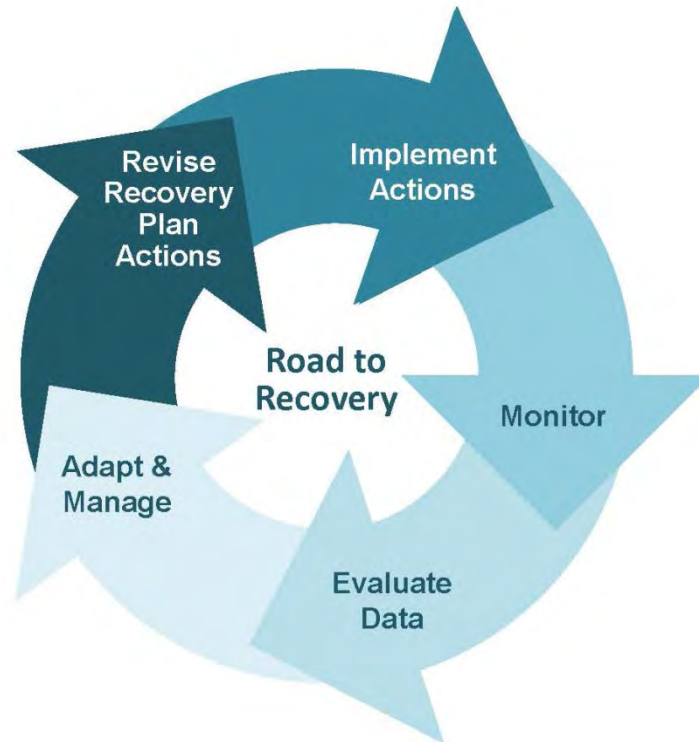 Revise
Recovery
Plan
Actions
Implement
Actions
Monitor
Evaluate
Data
Adapt &
Manage
Road to
Recovery